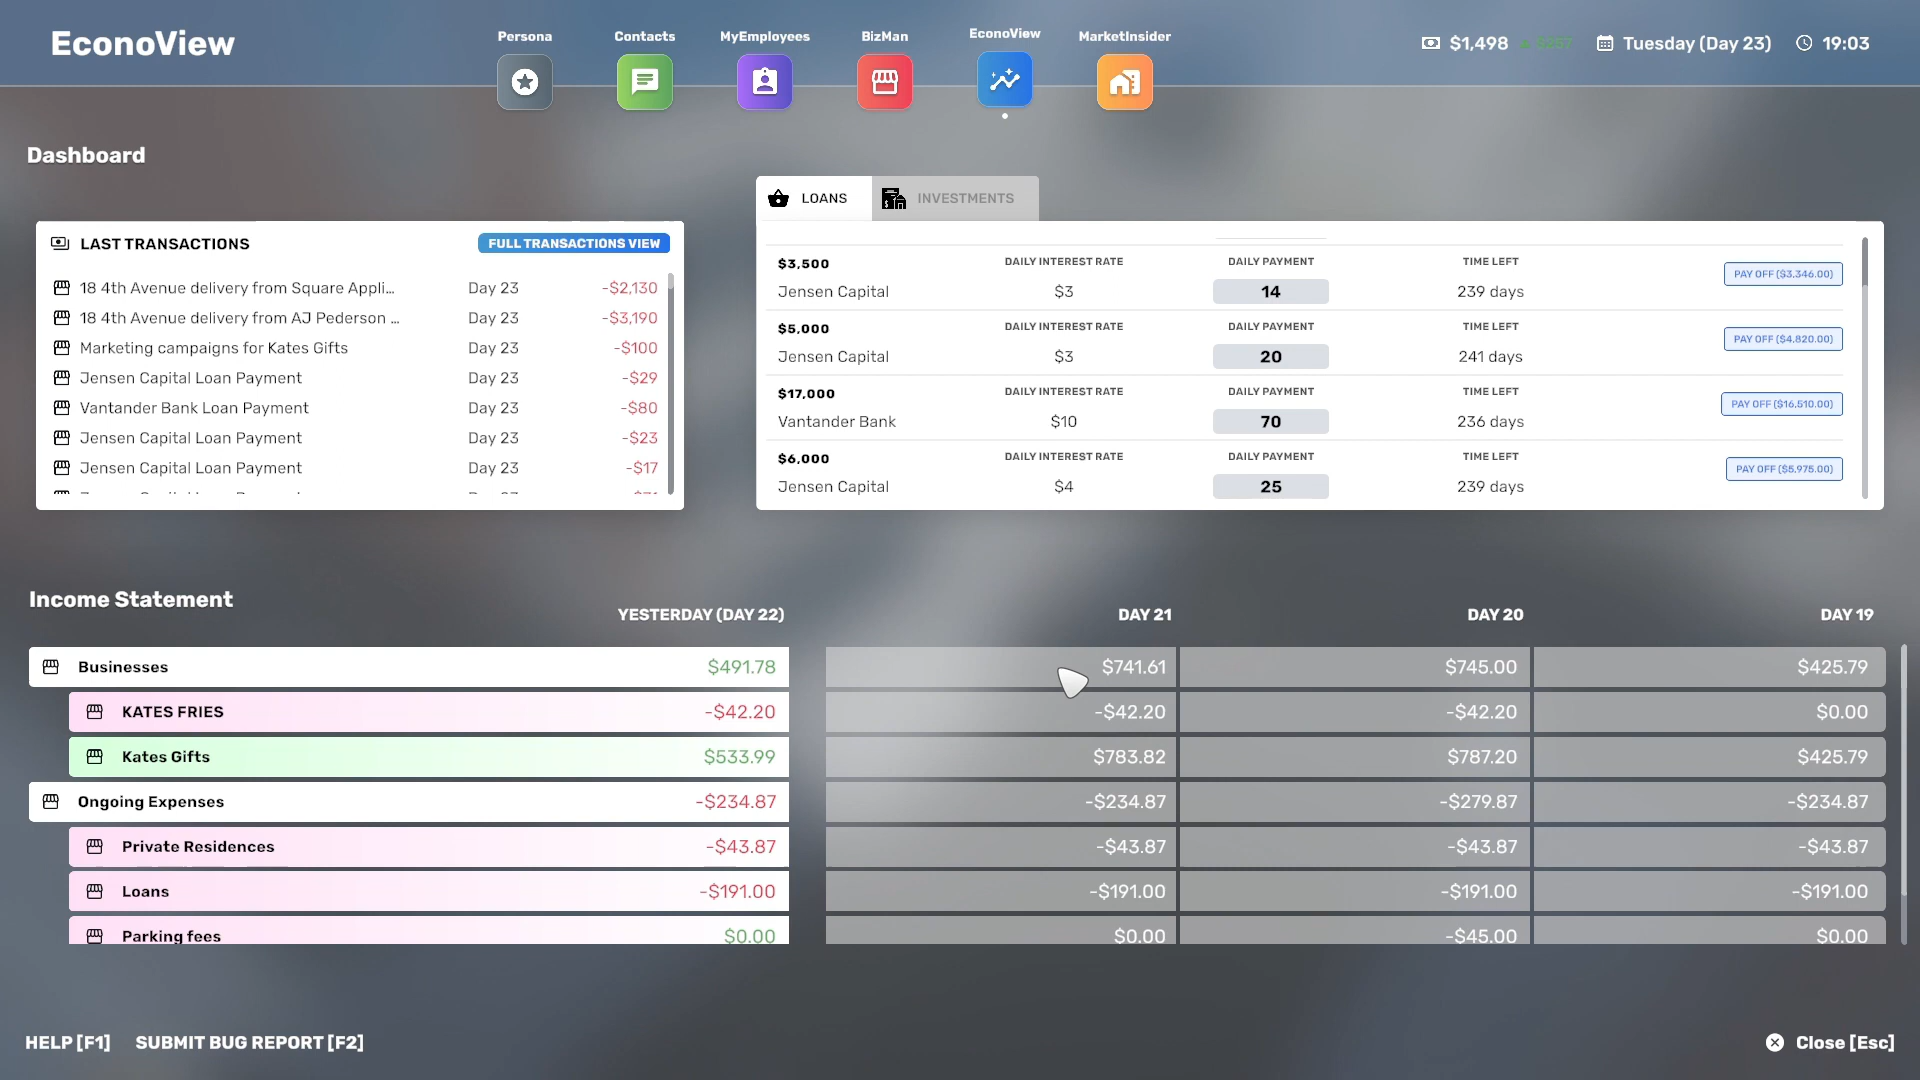 EconoView
Persona
Contacts
MyEmployees
BizMan
EconoView
MarketInsider
$1,498
$257
Tuesday (Day 23)
19:03
Dashboard
LOANS
INVESTMENTS
LAST TRANSACTIONS
FULL TRANSACTIONS VIEW
18 4th Avenue delivery from Square Appli... Day 23 -$2,130
18 4th Avenue delivery from AJ Pederson ... Day 23 -$3,190
Marketing campaigns for Kates Gifts Day 23 -$100
Jensen Capital Loan Payment Day 23 -$29
Vantander Bank Loan Payment Day 23 -$80
Jensen Capital Loan Payment Day 23 -$23
Jensen Capital Loan Payment Day 23 -$17
$3,500 DAILY INTEREST RATE DAILY PAYMENT TIME LEFT PAY OFF ($3,346.00)
Jensen Capital $3 14 239 days
$5,000 DAILY INTEREST RATE DAILY PAYMENT TIME LEFT PAY OFF ($4,820.00)
Jensen Capital $3 20 241 days
$17,000 DAILY INTEREST RATE DAILY PAYMENT TIME LEFT PAY OFF ($16,510.00)
Vantander Bank $10 70 236 days
$6,000 DAILY INTEREST RATE DAILY PAYMENT TIME LEFT PAY OFF ($5,975.00)
Jensen Capital $4 25 239 days
Income Statement
YESTERDAY (DAY 22) DAY 21 DAY 20 DAY 19
Businesses $491.78 $741.61 $745.00 $425.79
KATES FRIES -$42.20 -$42.20 -$42.20 $0.00
Kates Gifts $533.99 $783.82 $787.20 $425.79
Ongoing Expenses -$234.87 -$234.87 -$279.87 -$234.87
Private Residences -$43.87 -$43.87 -$43.87 -$43.87
Loans -$191.00 -$191.00 -$191.00 -$191.00
Parking fees $0.00 $0.00 -$45.00 $0.00
HELP [F1]
SUBMIT BUG REPORT [F2]
Close [Esc]